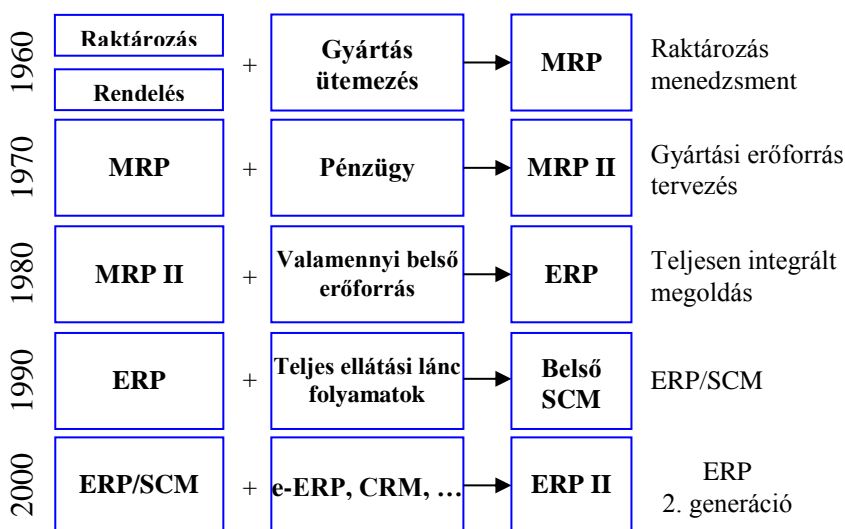 1960
Raktározás
Rendelés
+
Gyártás
ütemezés
MRP
Raktározás
menedzsment
1970
MRP
+
Pénzügy
MRP II
Gyártási erőforrás
tervezés
1980
MRP II
+
Valamennyi belső
erőforrás
ERP
Teljesen integrált
megoldás
1990
ERP
+
Teljes ellátási lánc
folyamatok
Belső
SCM
ERP/SCM
2000
ERP/SCM
+
e-ERP, CRM, …
ERP II
ERP
2. generáció